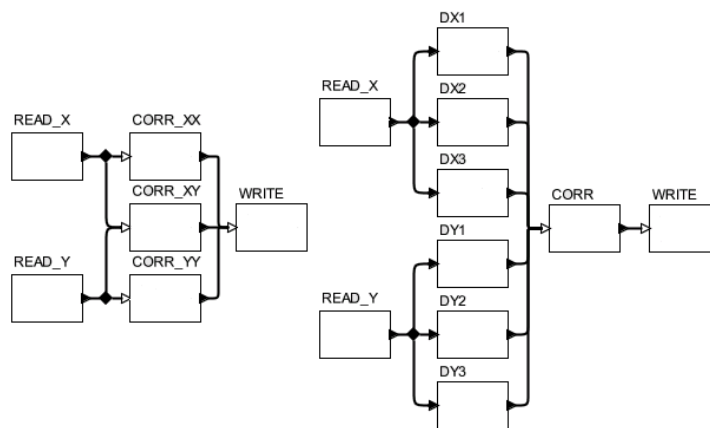 READ_X
CORR_XX
CORR_XY
WRITE
READ_Y
CORR_YY
DX1
READ_X
DX2
DX3
CORR
WRITE
DY1
READ_Y
DY2
DY3